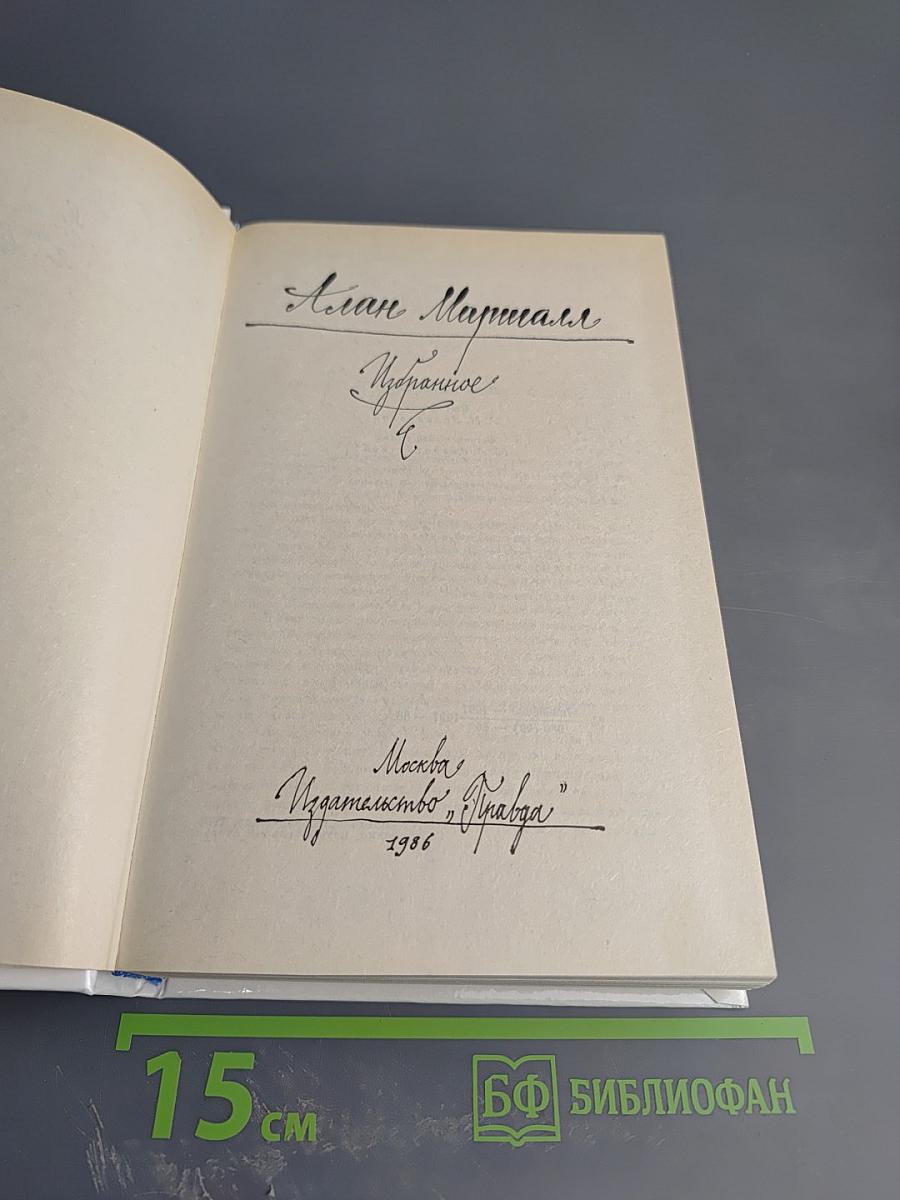 Алан Маршалл
Избранное
Москва
Издательство „Правда"
1986
15 см
БФ БИБЛИОФАН